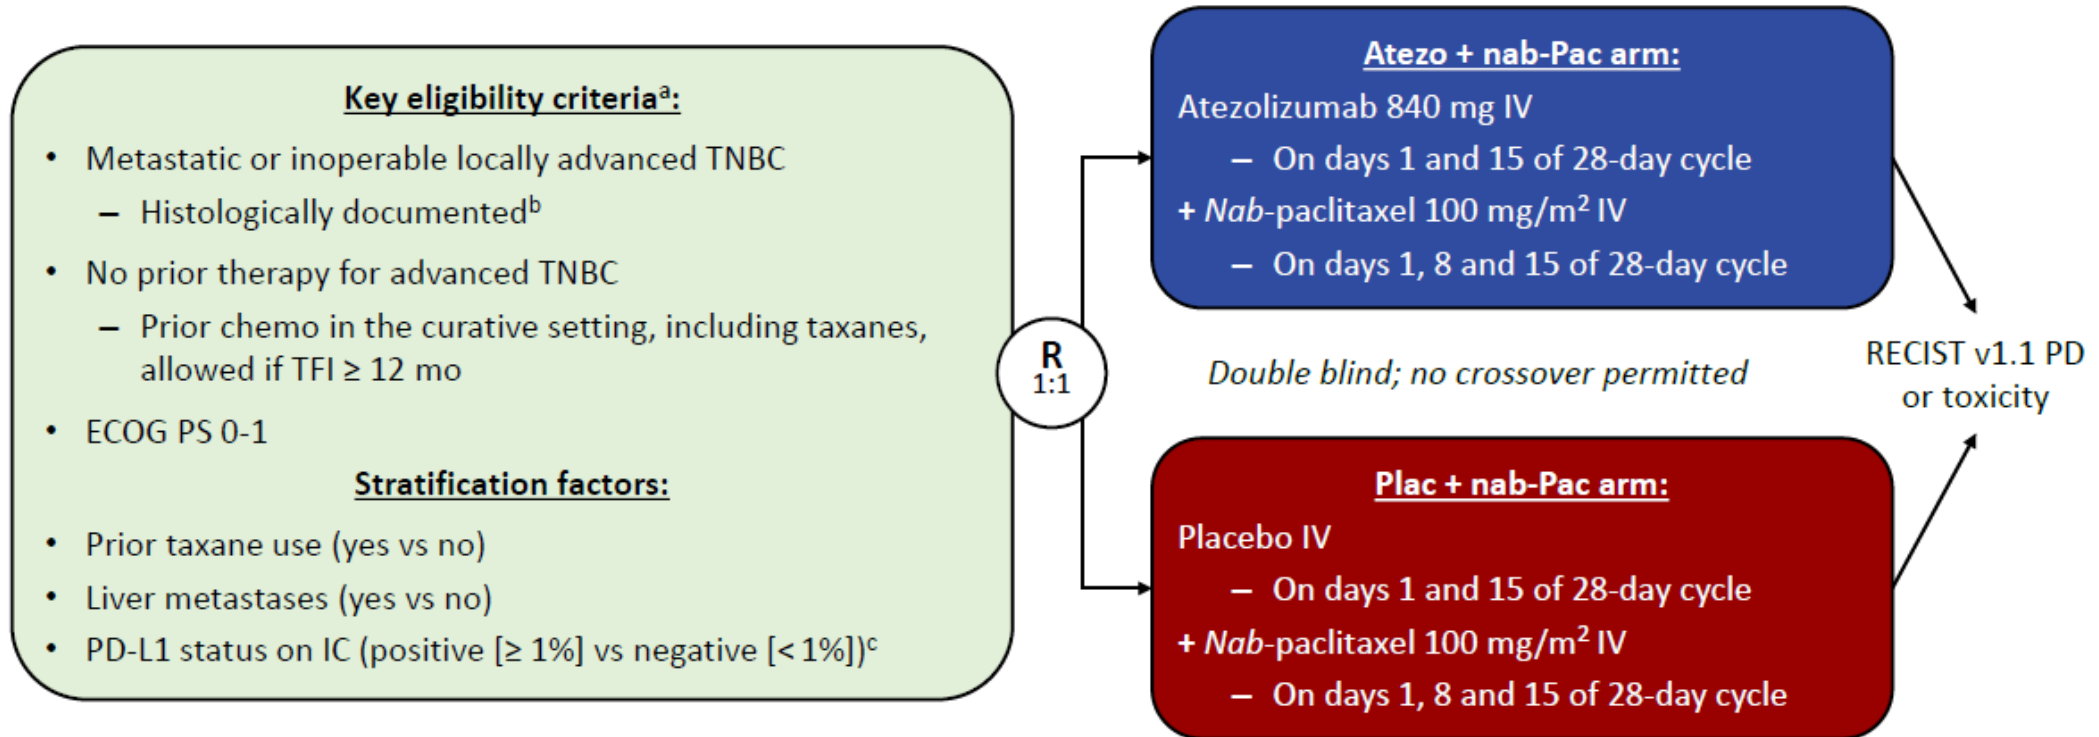 Key eligibility criteriaᵃ:
• Metastatic or inoperable locally advanced TNBC
– Histologically documentedᵇ
• No prior therapy for advanced TNBC
– Prior chemo in the curative setting, including taxanes,
allowed if TFI ≥ 12 mo
• ECOG PS 0-1
Stratification factors:
• Prior taxane use (yes vs no)
• Liver metastases (yes vs no)
• PD-L1 status on IC (positive [≥ 1%] vs negative [< 1%])ᶜ
R
1:1
Atezo + nab-Pac arm:
Atezolizumab 840 mg IV
– On days 1 and 15 of 28-day cycle
+ Nab-paclitaxel 100 mg/m² IV
– On days 1, 8 and 15 of 28-day cycle
Double blind; no crossover permitted
Plac + nab-Pac arm:
Placebo IV
– On days 1 and 15 of 28-day cycle
+ Nab-paclitaxel 100 mg/m² IV
– On days 1, 8 and 15 of 28-day cycle
RECIST v1.1 PD
or toxicity